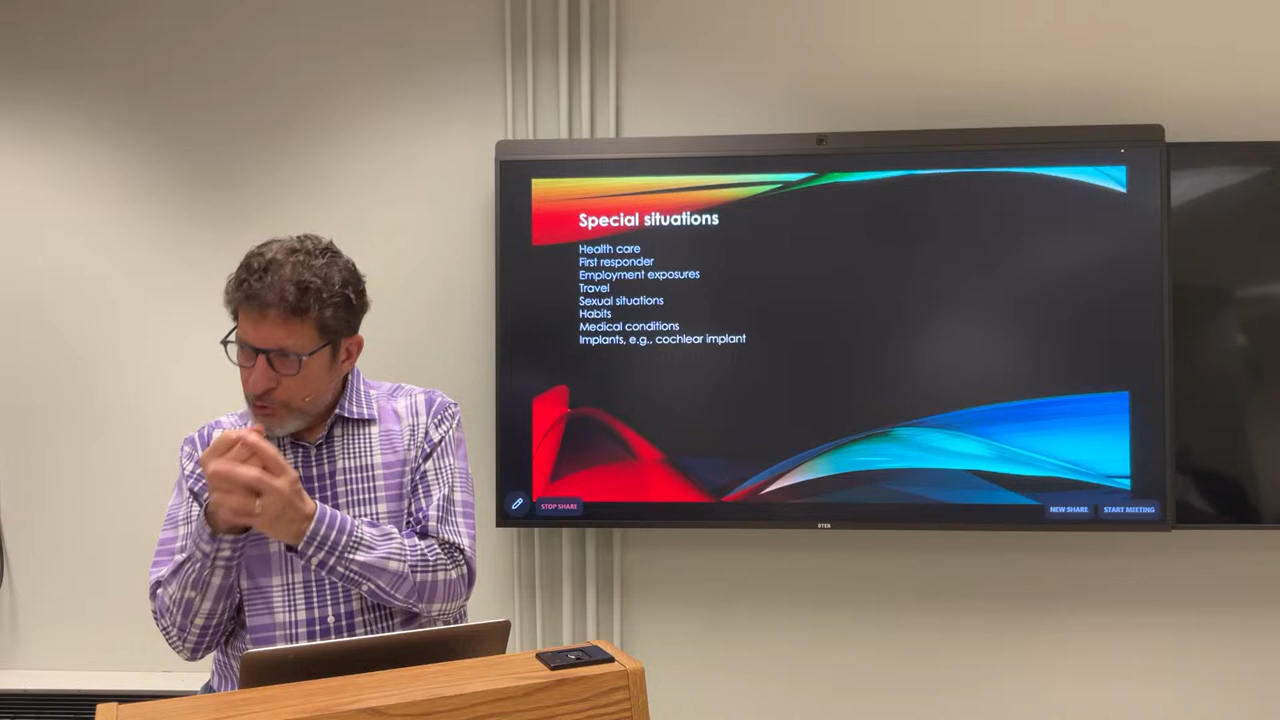 Special situations
Health care
First responder
Employment exposures
Travel
Sexual situations
Habits
Medical conditions
Implants, e.g., cochlear implant
STOP SHARE
NEW SHARE
START MEETING
DTEN